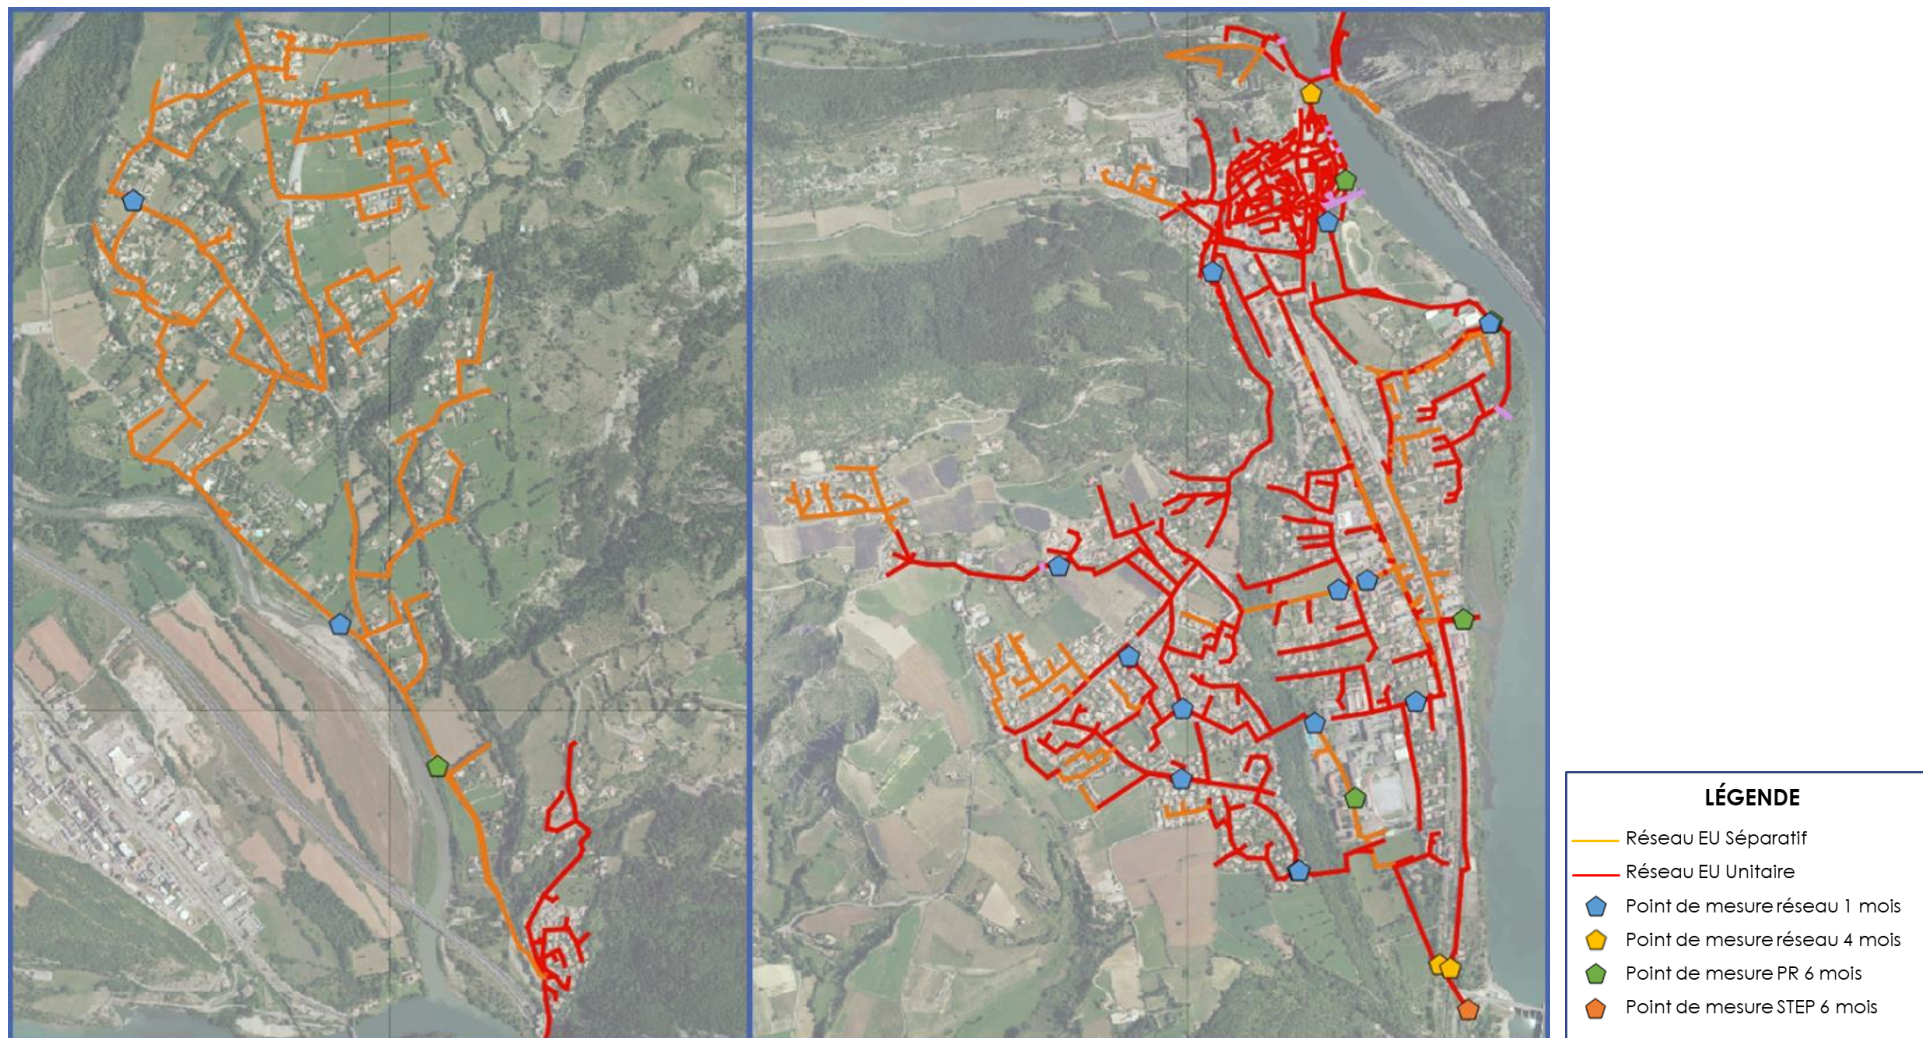 LÉGENDE
Réseau EU Séparatif
Réseau EU Unitaire
Point de mesure réseau 1 mois
Point de mesure réseau 4 mois
Point de mesure PR 6 mois
Point de mesure STEP 6 mois